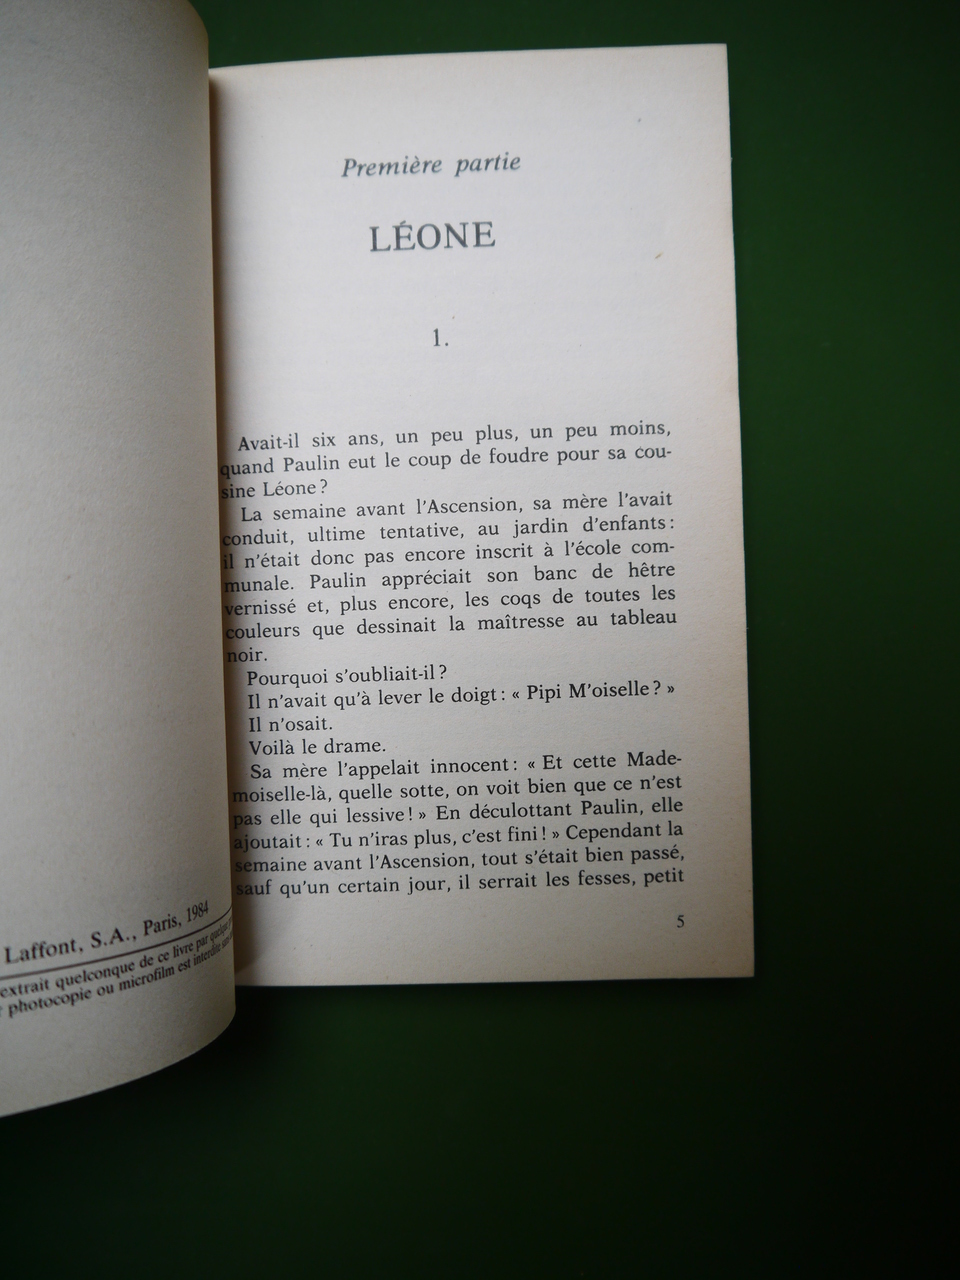 Laffont, S.A., Paris, 1984
extrait quelconque de ce livre par quelque
photocopie ou microfilm est interdite
Première partie
LÉONE
1.
Avait-il six ans, un peu plus, un peu moins,
quand Paulin eut le coup de foudre pour sa cou-
sine Léone ?
La semaine avant l'Ascension, sa mère l'avait
conduit, ultime tentative, au jardin d'enfants :
il n'était donc pas encore inscrit à l'école com-
munale. Paulin appréciait son banc de hêtre
vernissé et, plus encore, les coqs de toutes les
couleurs que dessinait la maîtresse au tableau
noir.
Pourquoi s'oubliait-il ?
Il n'avait qu'à lever le doigt : « Pipi M'oiselle ? »
Il n'osait.
Voilà le drame.
Sa mère l'appelait innocent : « Et cette Made-
moiselle-là, quelle sotte, on voit bien que ce n'est
pas elle qui lessive ! » En déculottant Paulin, elle
ajoutait : « Tu n'iras plus, c'est fini ! » Cependant la
semaine avant l'Ascension, tout s'était bien passé,
sauf qu'un certain jour, il serrait les fesses, petit
5